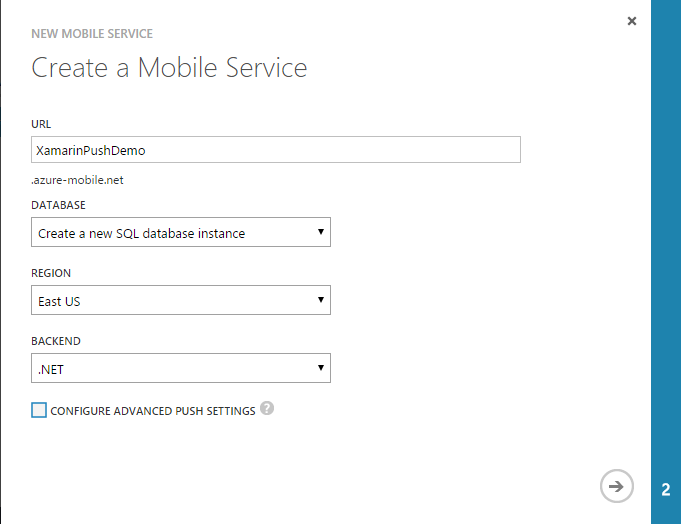 NEW MOBILE SERVICE
Create a Mobile Service
URL
XamarinPushDemo
.azure-mobile.net
DATABASE
Create a new SQL database instance
REGION
East US
BACKEND
.NET
CONFIGURE ADVANCED PUSH SETTINGS ?
2